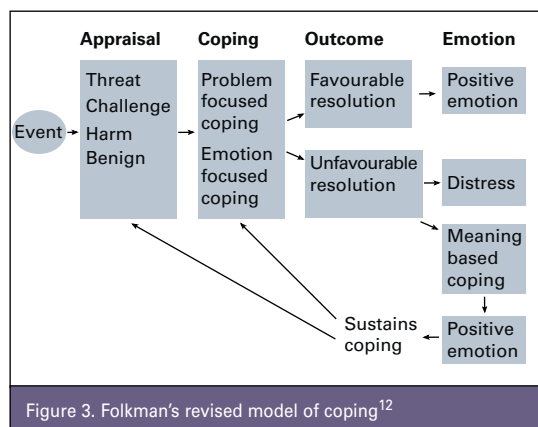 Appraisal
Coping
Outcome
Emotion
Event
Threat
Challenge
Harm
Benign
Problem
focused
coping
Emotion
focused
coping
Favourable
resolution
Unfavourable
resolution
Positive
emotion
Distress
Meaning
based
coping
Positive
emotion
Sustains
coping
Figure 3. Folkman's revised model of coping12